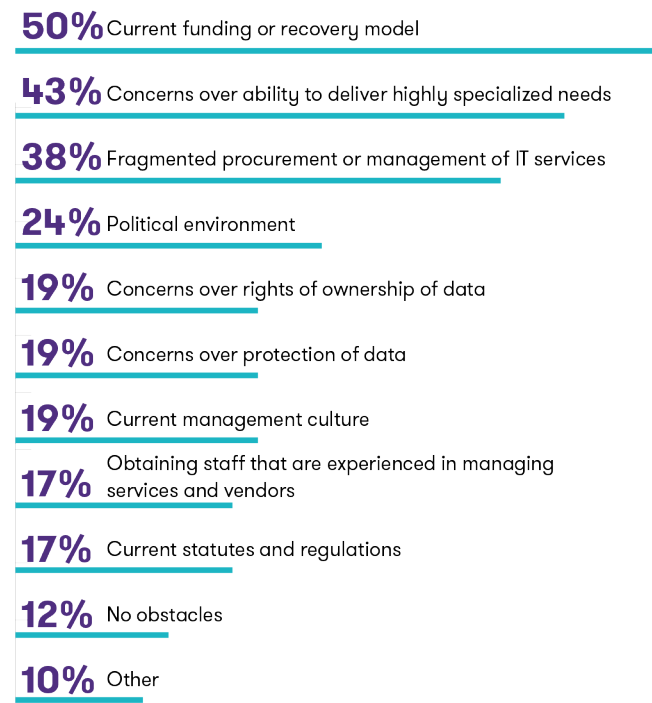 50% Current funding or recovery model
43% Concerns over ability to deliver highly specialized needs
38% Fragmented procurement or management of IT services
24% Political environment
19% Concerns over rights of ownership of data
19% Concerns over protection of data
19% Current management culture
Obtaining staff that are experienced in managing
17% services and vendors
17% Current statutes and regulations
12% No obstacles
10% Other